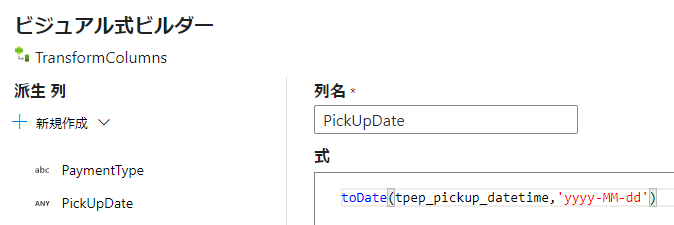 ビジュアル式ビルダー
TransformColumns
派生 列
新規作成
abc PaymentType
ANY PickUpDate
列名 *
PickUpDate
式
toDate(tpep_pickup_datetime,'yyyy-MM-dd')